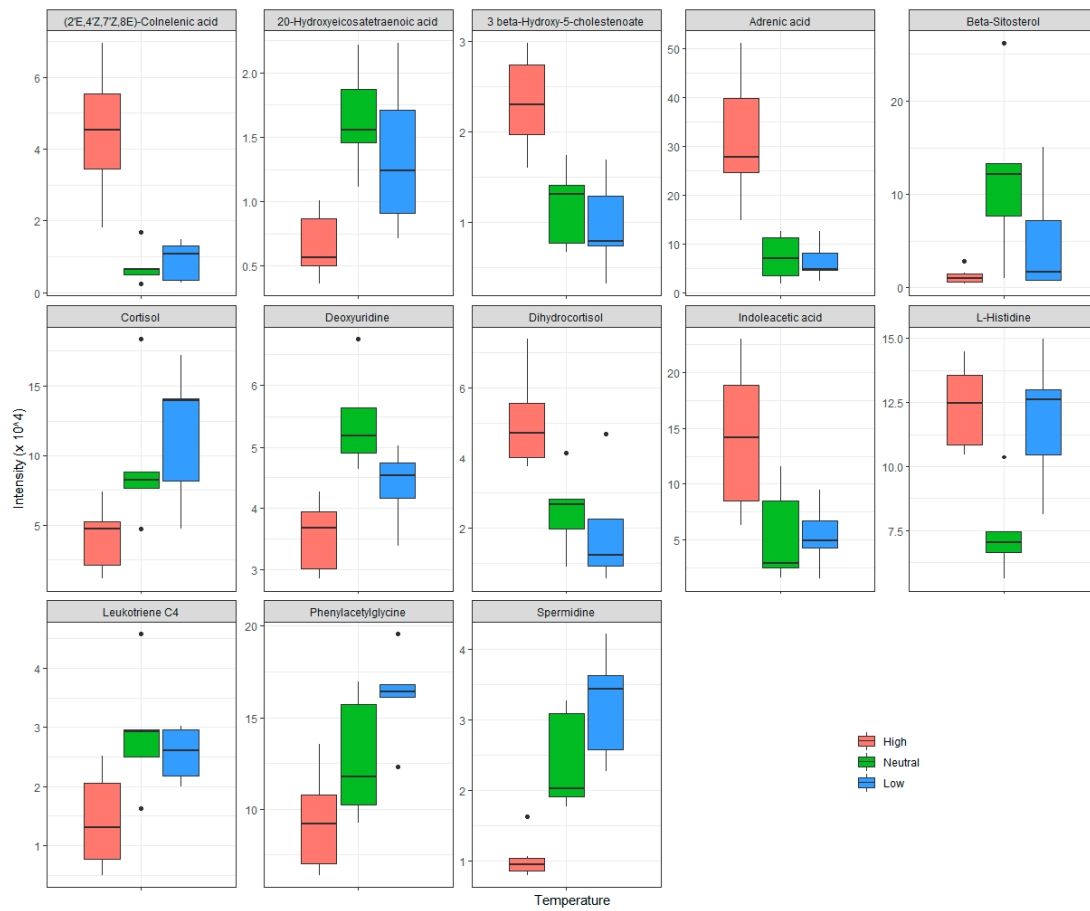 (2'E,4'Z,7'Z,8E)-Colnelenic acid
20-Hydroxyeicosatetraenoic acid
3 beta-Hydroxy-5-cholestenoate
Adrenic acid
Beta-Sitosterol
6
4
2
0
2.0
1.5
1.0
0.5
3
2
1
50
40
30
20
10
0
20
10
0
Cortisol
Deoxyuridine
Dihydrocortisol
Indoleacetic acid
L-Histidine
Intensity (x 10^4)
15
10
5
6
5
4
3
6
4
2
20
15
10
5
15.0
12.5
10.0
7.5
Leukotriene C4
Phenylacetylglycine
Spermidine
4
3
2
1
20
15
10
4
3
2
1
High
Neutral
Low
Temperature